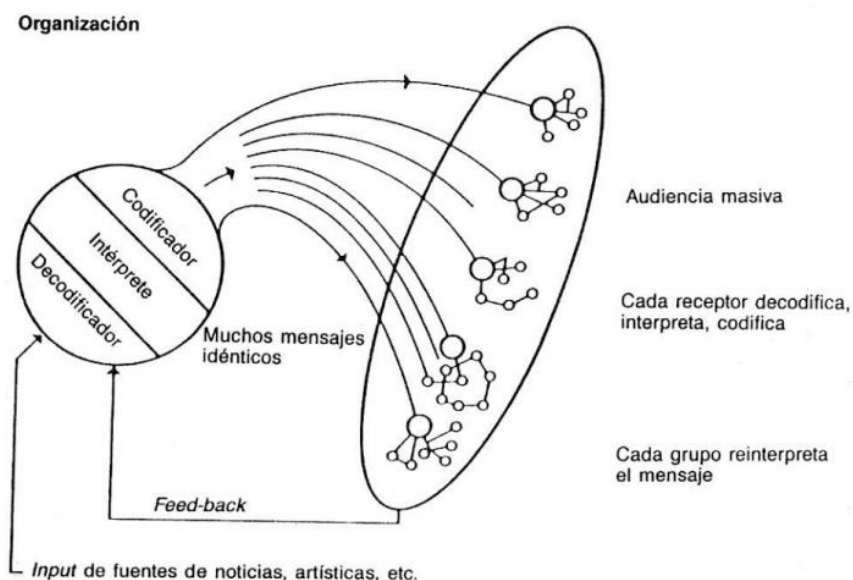 Organización
Codificador
Intérprete
Decodificador
Muchos mensajes
idénticos
Audiencia masiva
Cada receptor decodifica,
interpreta, codifica
Cada grupo reinterpreta
el mensaje
Feed-back
Input de fuentes de noticias, artísticas, etc.